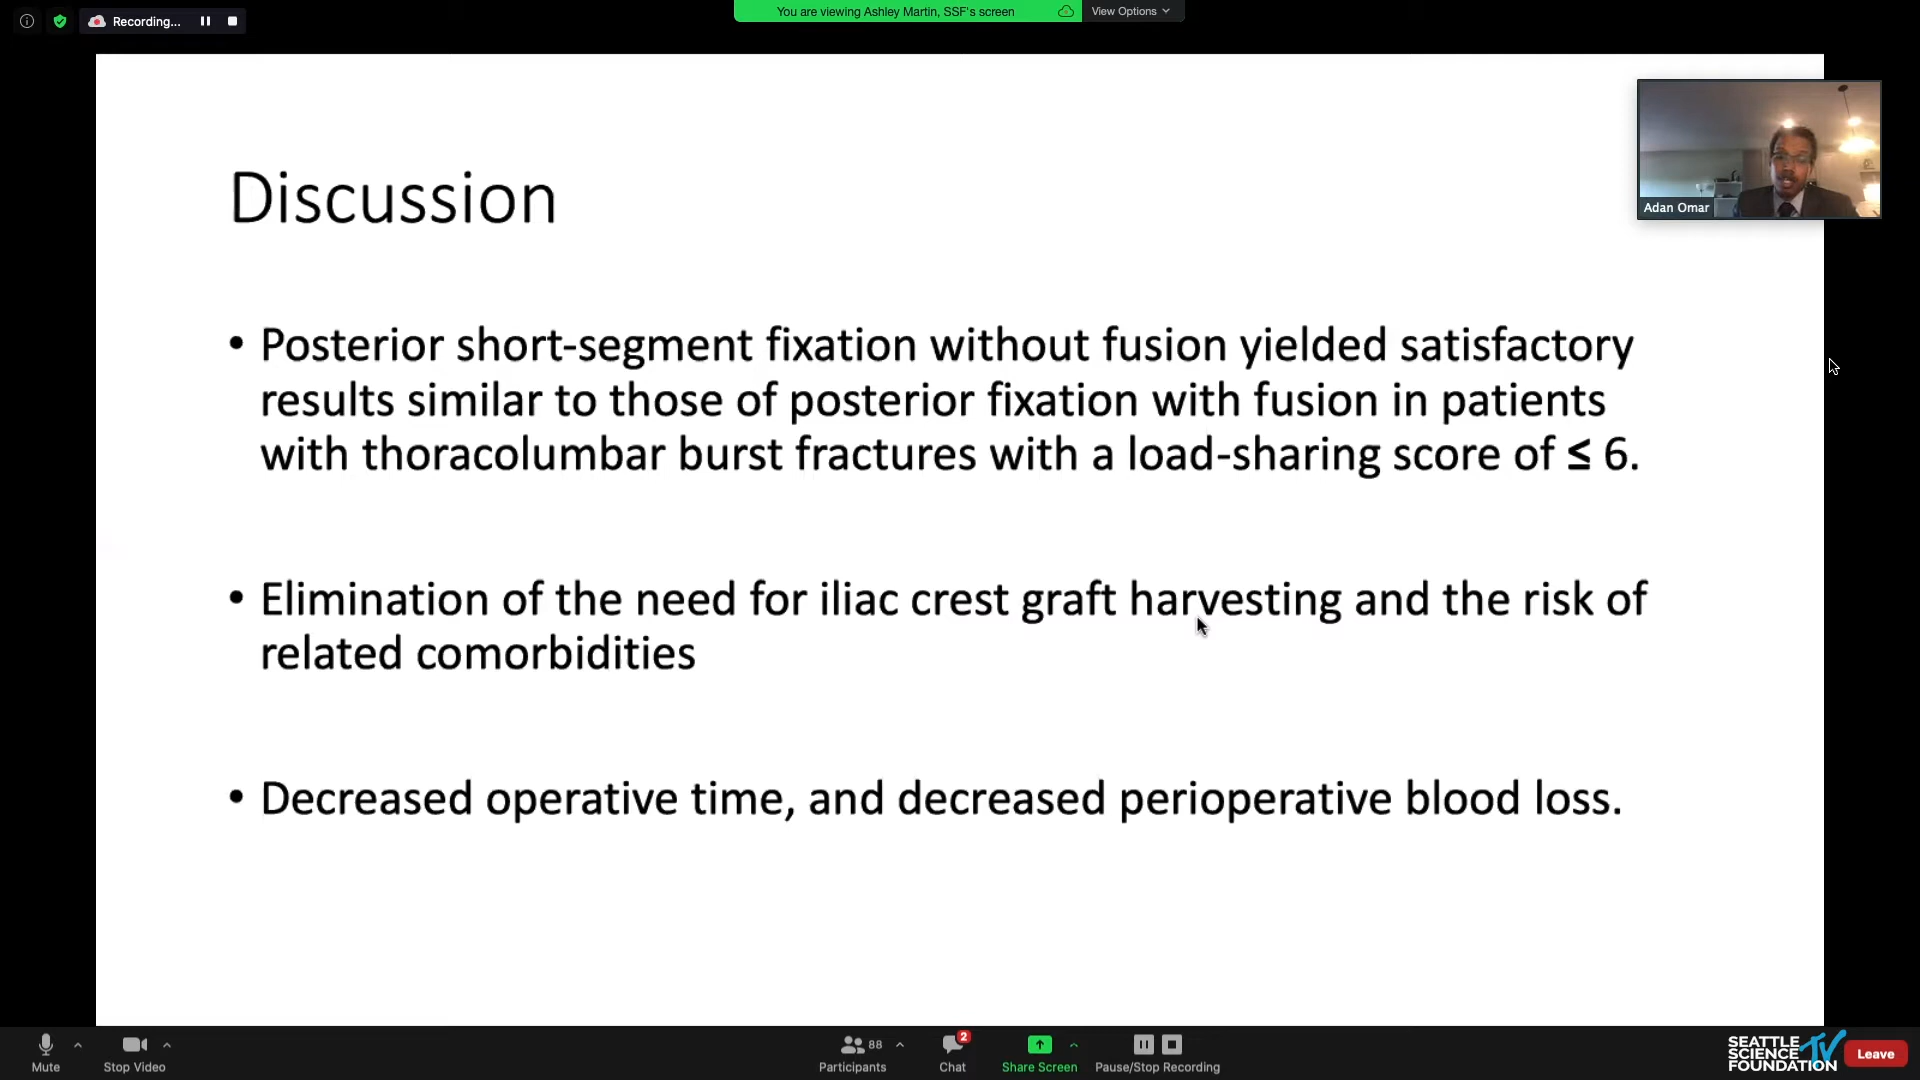 Recording...
You are viewing Ashley Martin, SSF's screen
View Options
Adan Omar
Discussion
• Posterior short-segment fixation without fusion yielded satisfactory
results similar to those of posterior fixation with fusion in patients
with thoracolumbar burst fractures with a load-sharing score of ≤ 6.
• Elimination of the need for iliac crest graft harvesting and the risk of
related comorbidities
• Decreased operative time, and decreased perioperative blood loss.
Mute
Stop Video
88
Participants
2
Chat
Share Screen
Pause/Stop Recording
SEATTLE
SCIENCE
FOUNDATION
TV
Leave